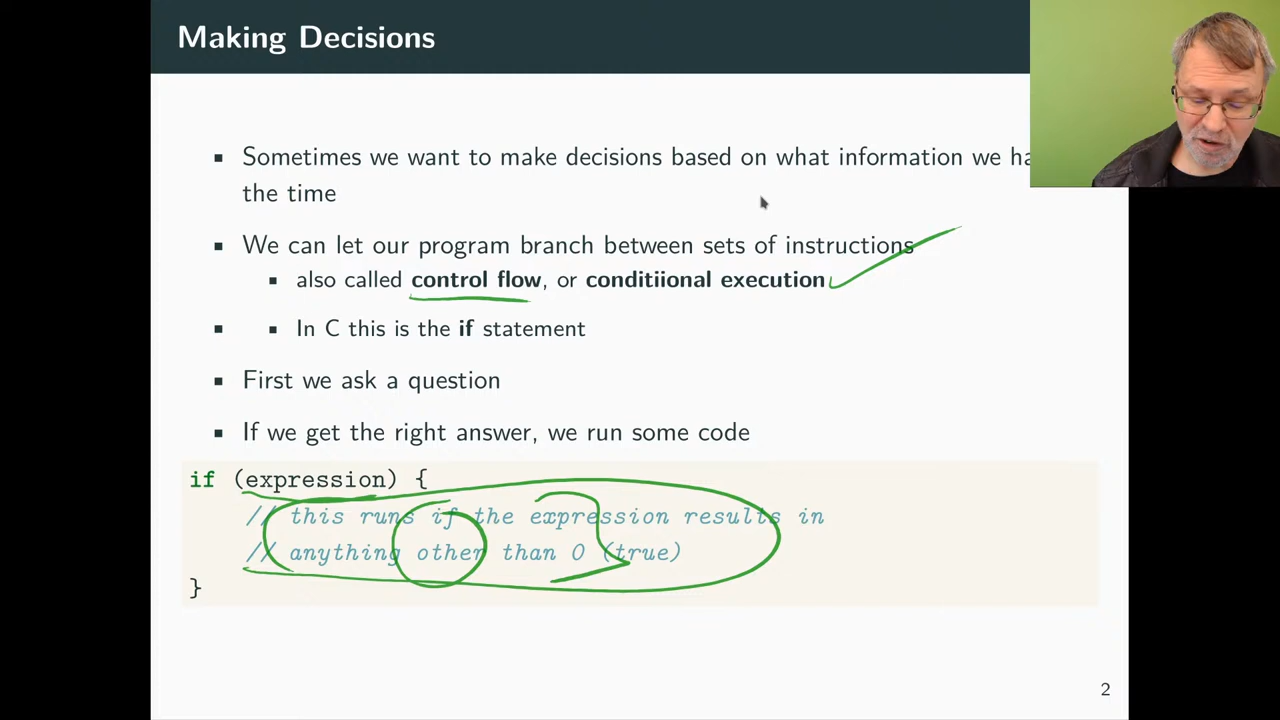 Making Decisions
Sometimes we want to make decisions based on what information we ha
the time
We can let our program branch between sets of instructions
also called control flow, or conditiional execution
In C this is the if statement
First we ask a question
If we get the right answer, we run some code
if (expression) {
// this runs if the expression results in
// anything other than 0 (true)
}
2